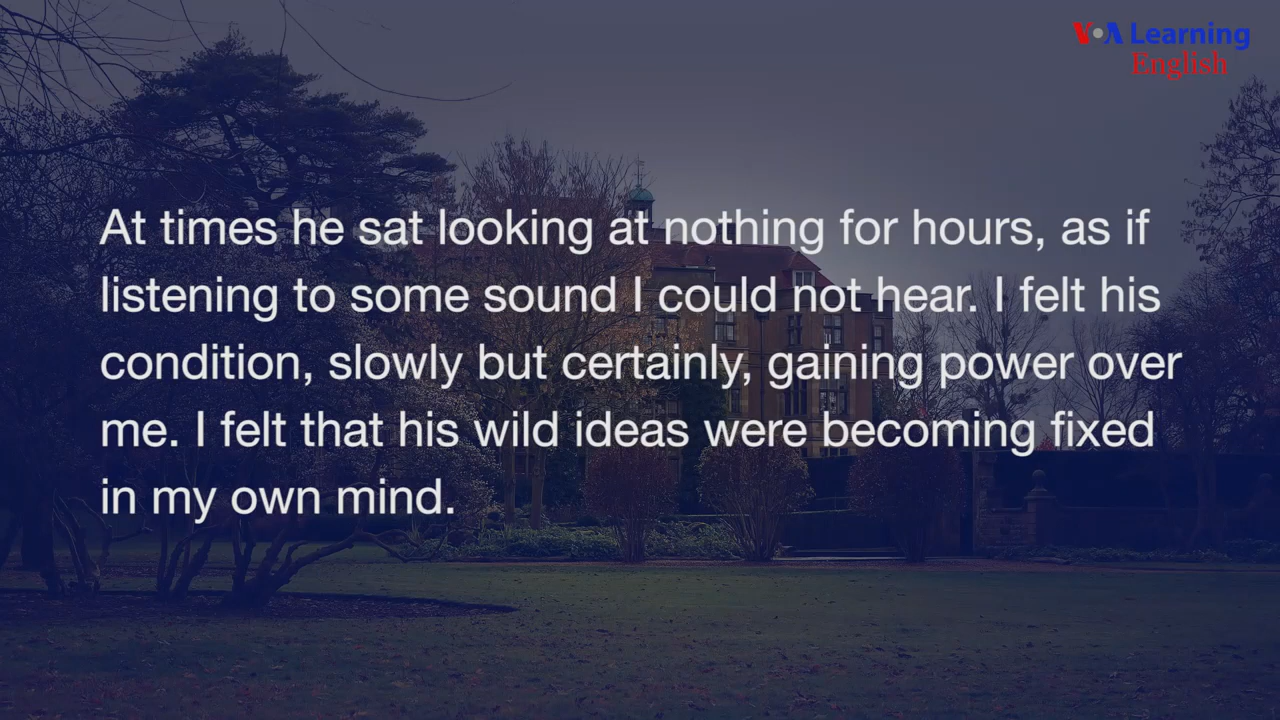 VOA Learning
English
At times he sat looking at nothing for hours, as if
listening to some sound I could not hear. I felt his
condition, slowly but certainly, gaining power over
me. I felt that his wild ideas were becoming fixed
in my own mind.